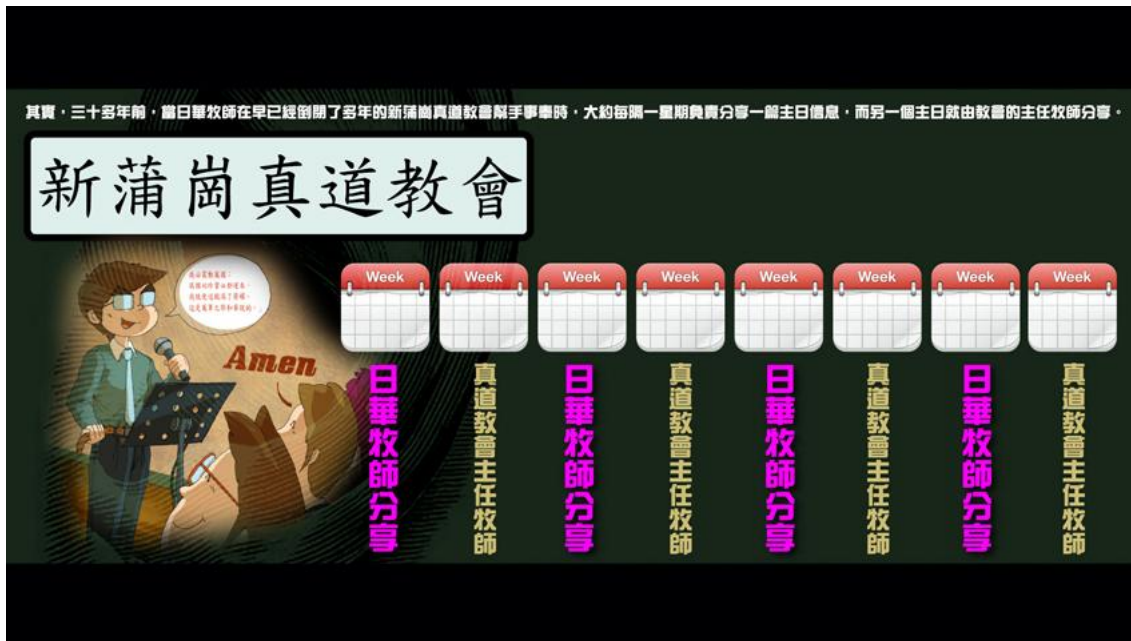 其實，三十多年前，當日華牧師在早已經倒閉了多年的新蒲崗真道教會幫手事奉時，大約每隔一星期負責分享一篇主日信息，而另一個主日就由教會的主任牧師分享。
新蒲崗真道教會
Amen
Week
Week
Week
Week
Week
Week
Week
Week
日華牧師分享
真道教會主任牧師
日華牧師分享
真道教會主任牧師
日華牧師分享
真道教會主任牧師
日華牧師分享
真道教會主任牧師